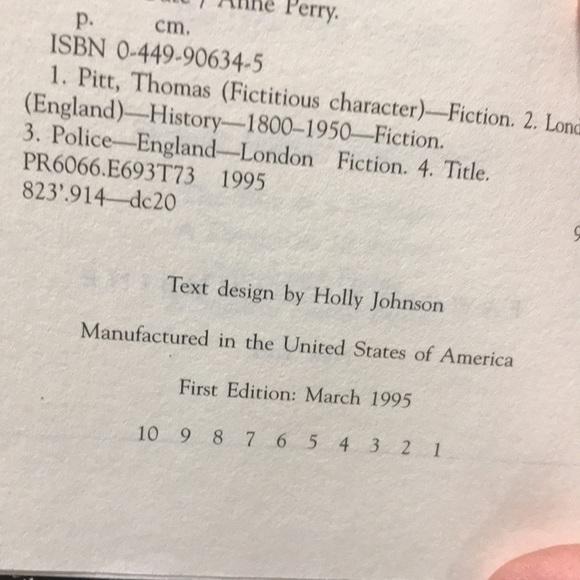 / Anne Perry.
p. cm.
ISBN 0-449-90634-5
1. Pitt, Thomas (Fictitious character)—Fiction. 2. Lond
(England)—History—1800–1950—Fiction.
3. Police—England—London Fiction. 4. Title.
PR6066.E693T73 1995
823'.914—dc20
9
Text design by Holly Johnson
Manufactured in the United States of America
First Edition: March 1995
10 9 8 7 6 5 4 3 2 1